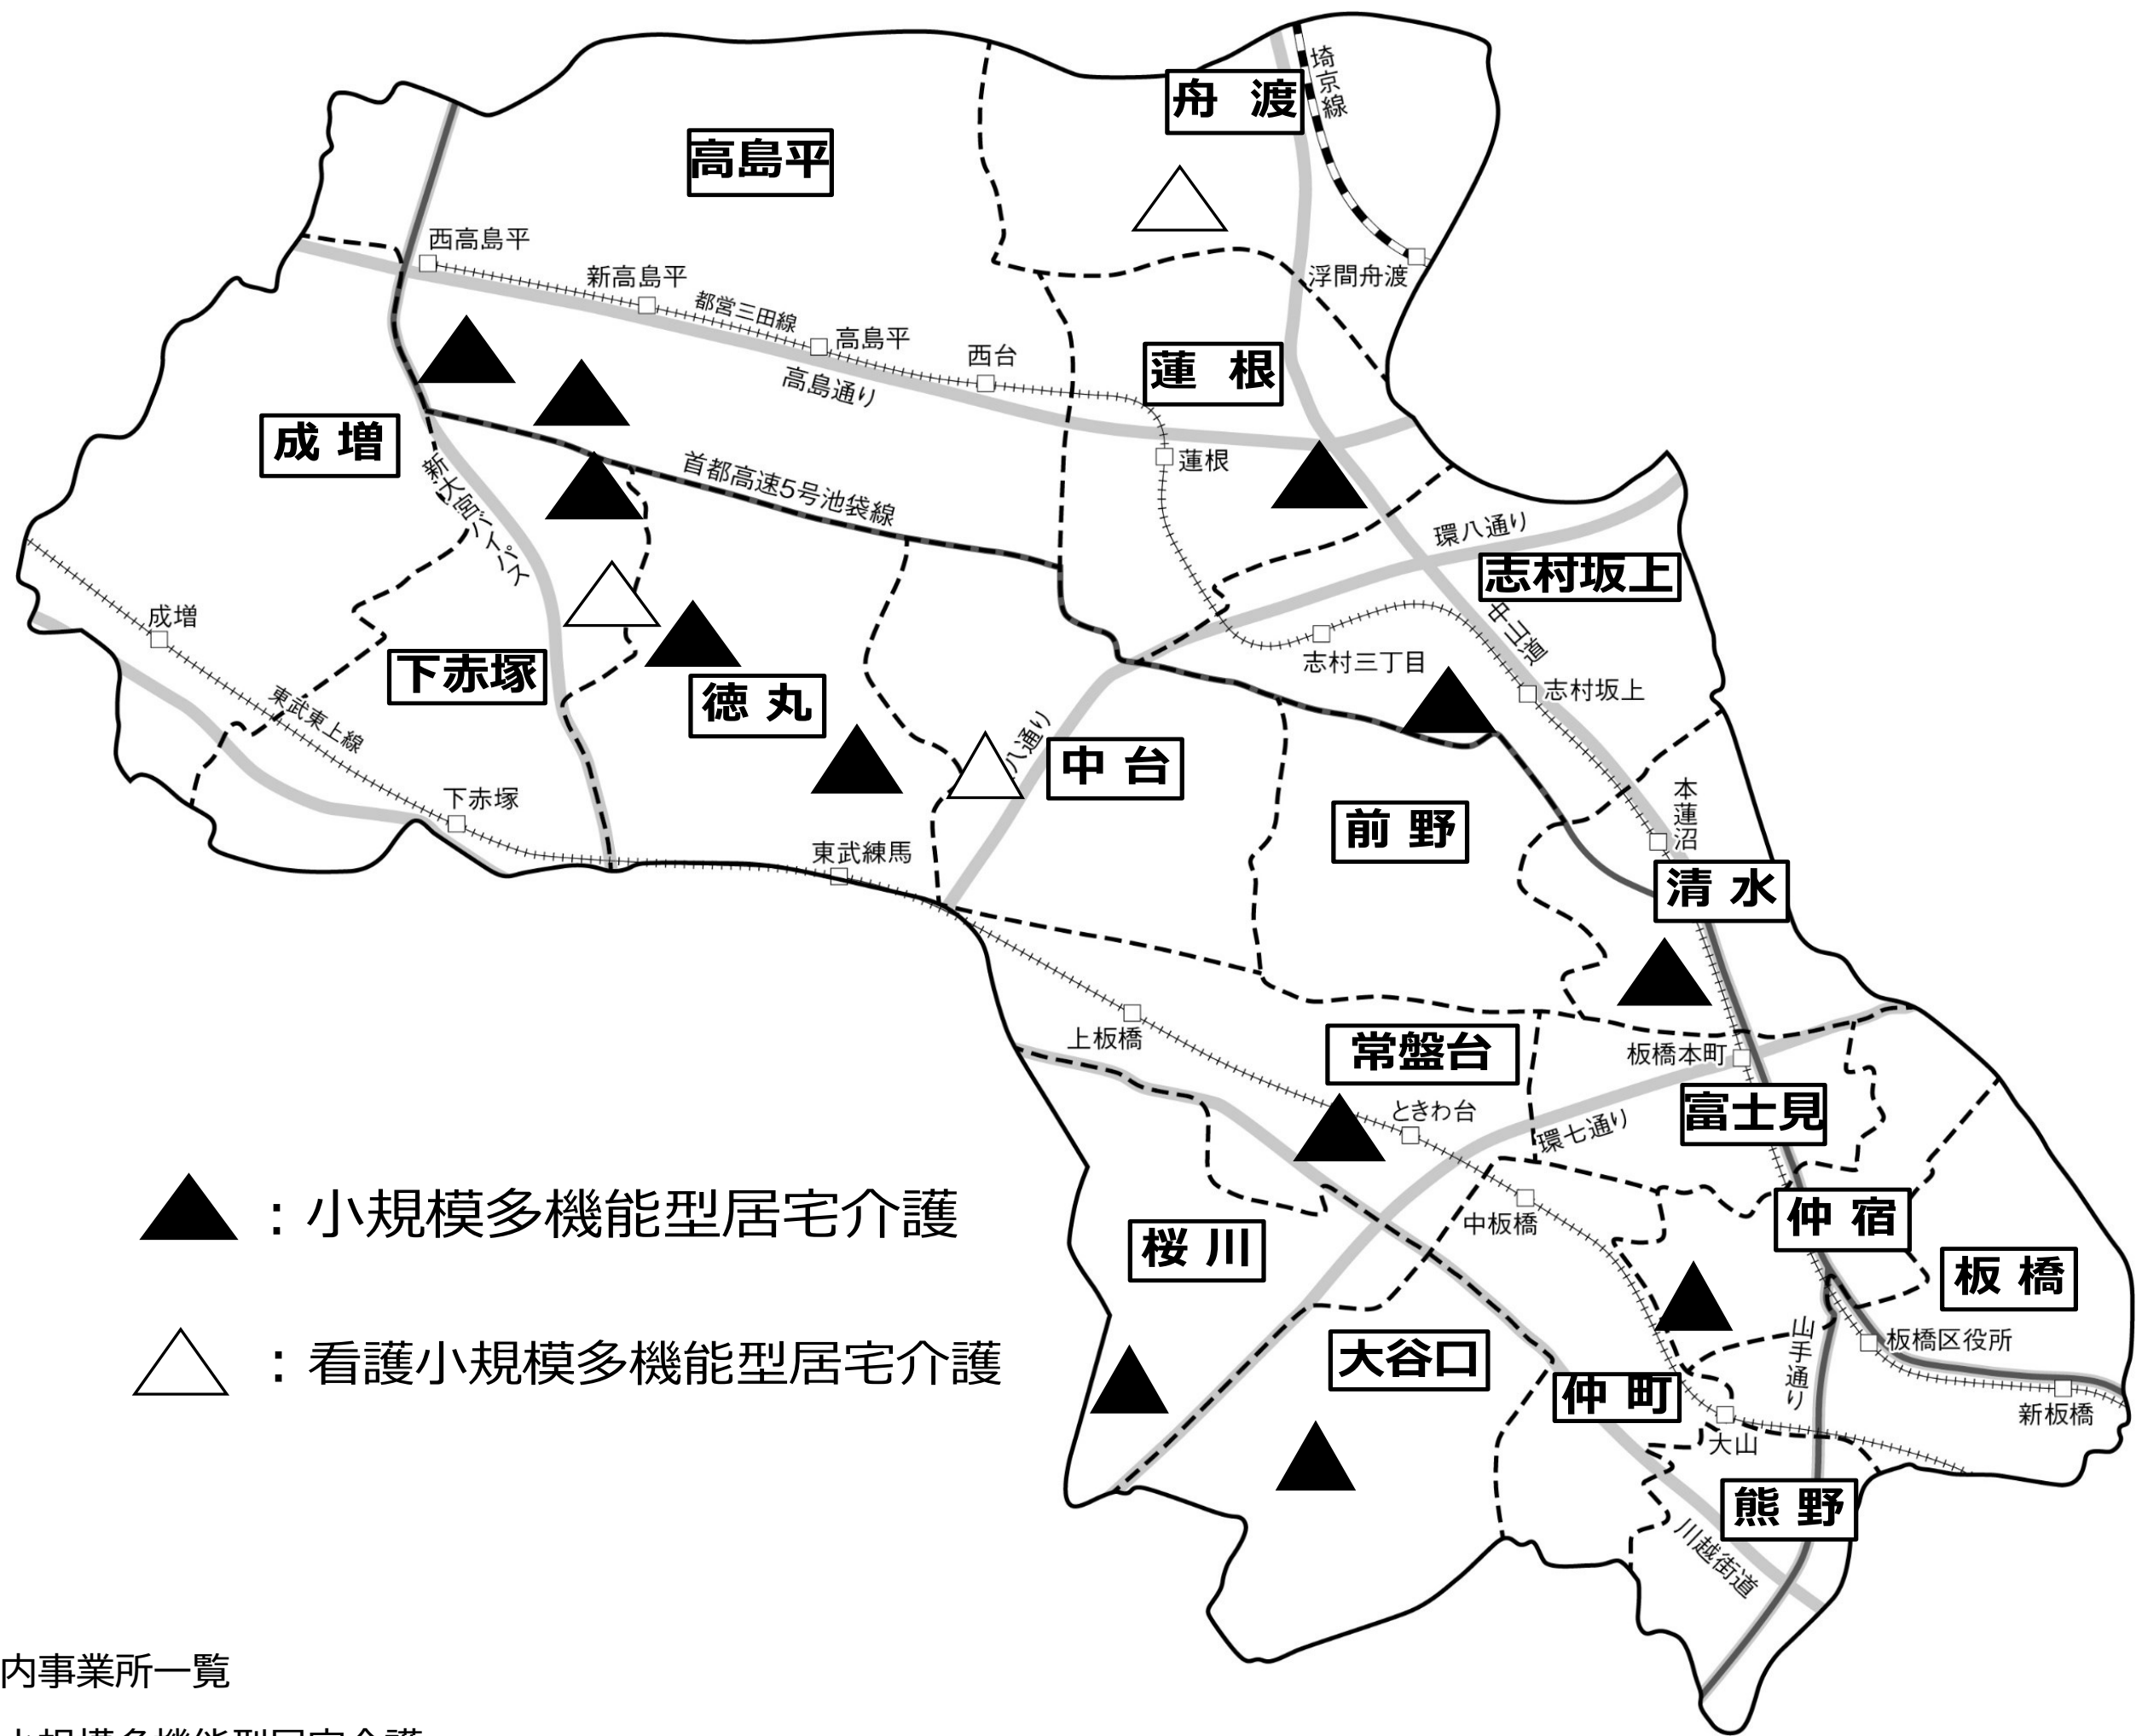 埼京線
舟 渡
高島平
西高島平
新高島平
都営三田線
浮間舟渡
高島平
西台
高島通り
蓮 根
成 増
新大宮バイパス
首都高速5号池袋線
蓮根
環八通り
志村坂上
中山道
成増
志村三丁目
志村坂上
下赤塚
徳 丸
東武東上線
八通り
中 台
本蓮沼
下赤塚
前 野
東武練馬
清 水
上板橋
常盤台
板橋本町
ときわ台
富士見
環七通り
:小規模多機能型居宅介護
中板橋
仲 宿
桜 川
板 橋
山手通り
板橋区役所
:看護小規模多機能型居宅介護
大谷口
仲 町
新板橋
大山
熊 野
川越街道
内事業所一覧